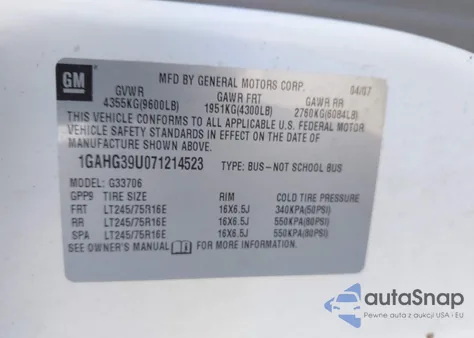 GM
MFD BY GENERAL MOTORS CORP. 04/07
GVWR GAWR FRT GAWR RR
4355KG(9600LB) 1951KG(4300LB) 2760KG(6084LB)
THIS VEHICLE CONFORMS TO ALL APPLICABLE U.S. FEDERAL MOTOR
VEHICLE SAFETY STANDARDS IN EFFECT ON THE DATE OF
MANUFACTURE SHOWN ABOVE.
1GAHG39U071214523 TYPE: BUS-NOT SCHOOL BUS
MODEL: G33706
GPP9 TIRE SIZE RIM COLD TIRE PRESSURE
FRT LT245/75R16E 16X6.5J 340KPA(50PSI)
RR LT245/75R16E 16X6.5J 550KPA(80PSI)
SPA LT245/75R16E 16X6.5J 550KPA(80PSI)
SEE OWNER'S MANUAL FOR MORE INFORMATION.
autoSnap
Pewne auta z aukcji USA i EU